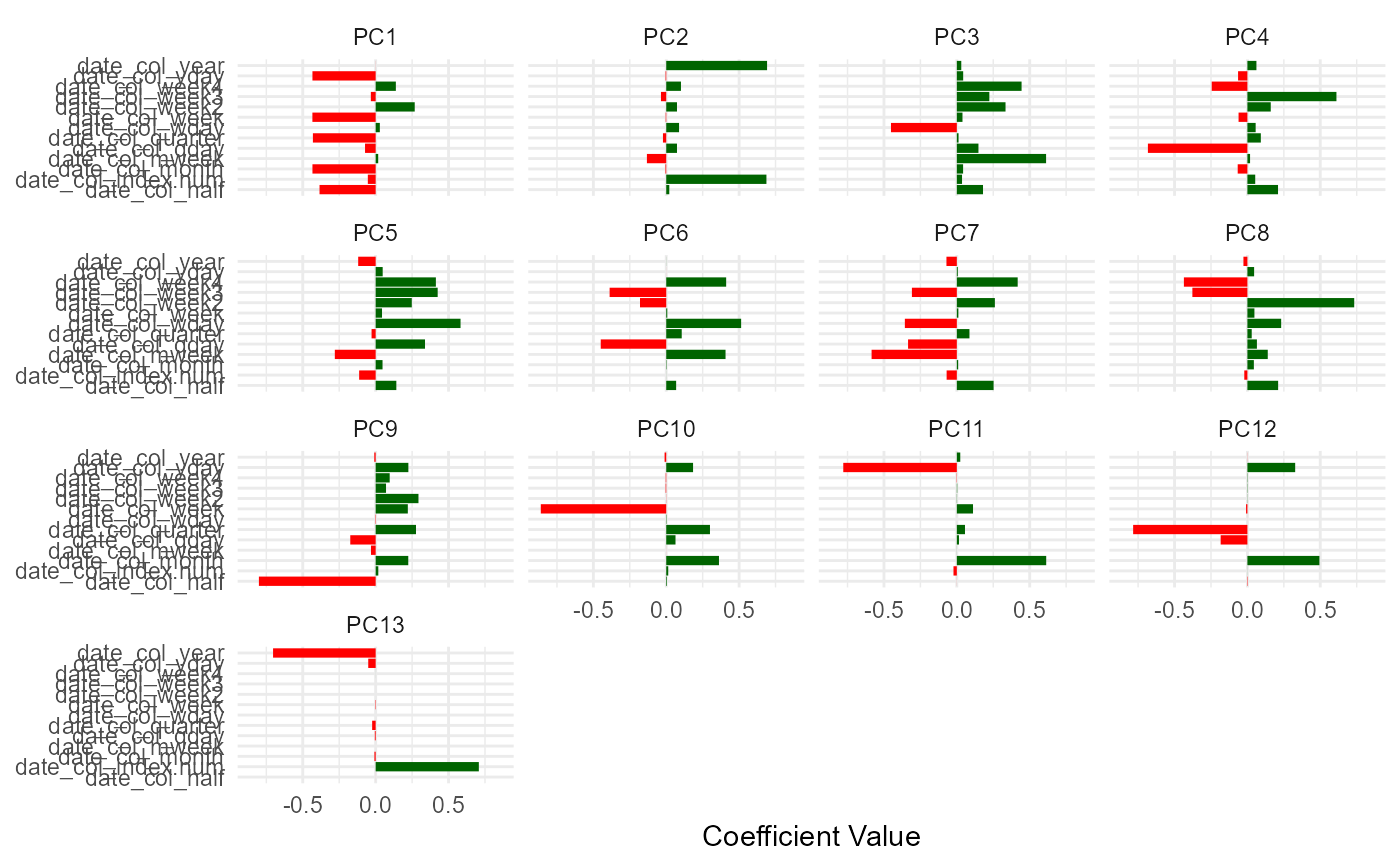 PC1 PC2 PC3 PC4
date_col_year
date_col_yday
date_col_week4
date_col_week3
date_col_week2
date_col_week
date_col_wday
date_col_quarter
date_col_qday
date_col_mweek
date_col_month
date_col_index.num
date_col_half
PC5 PC6 PC7 PC8
date_col_year
date_col_yday
date_col_week4
date_col_week3
date_col_week2
date_col_week
date_col_wday
date_col_quarter
date_col_qday
date_col_mweek
date_col_month
date_col_index.num
date_col_half
PC9 PC10 PC11 PC12
date_col_year
date_col_yday
date_col_week4
date_col_week3
date_col_week2
date_col_week
date_col_wday
date_col_quarter
date_col_qday
date_col_mweek
date_col_month
date_col_index.num
date_col_half
-0.5 0.0 0.5 -0.5 0.0 0.5 -0.5 0.0 0.5
PC13
date_col_year
date_col_yday
date_col_week4
date_col_week3
date_col_week2
date_col_week
date_col_wday
date_col_quarter
date_col_qday
date_col_mweek
date_col_month
date_col_index.num
date_col_half
-0.5 0.0 0.5
Coefficient Value